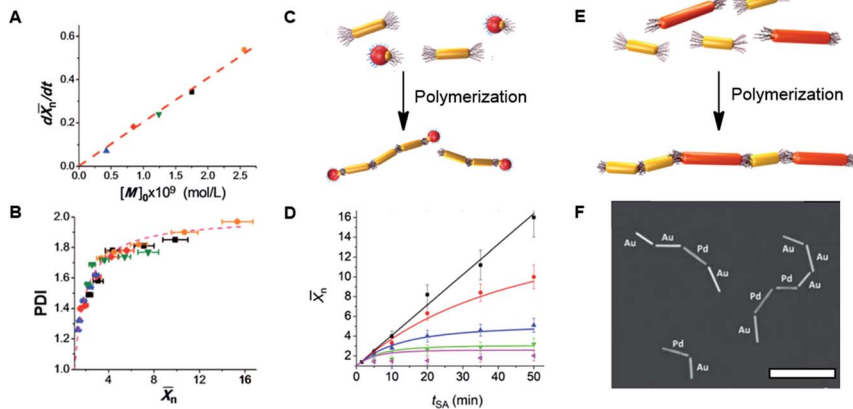 A
0.6
0.4
0.2
0.0
dX̄n/dt
0.0 0.5 1.0 1.5 2.0 2.5
[M]₀x10⁹ (mol/L)
B
2.0
1.8
1.6
1.4
1.2
1.0
PDI
4 8 12 16
X̄n
C
Polymerization
D
16
14
12
10
8
6
4
2
X̄n
0 10 20 30 40 50
tSA (min)
E
Polymerization
F
Au
Au
Pd
Au
Au
Au
Pd
Pd
Au
Au
Pd
Au